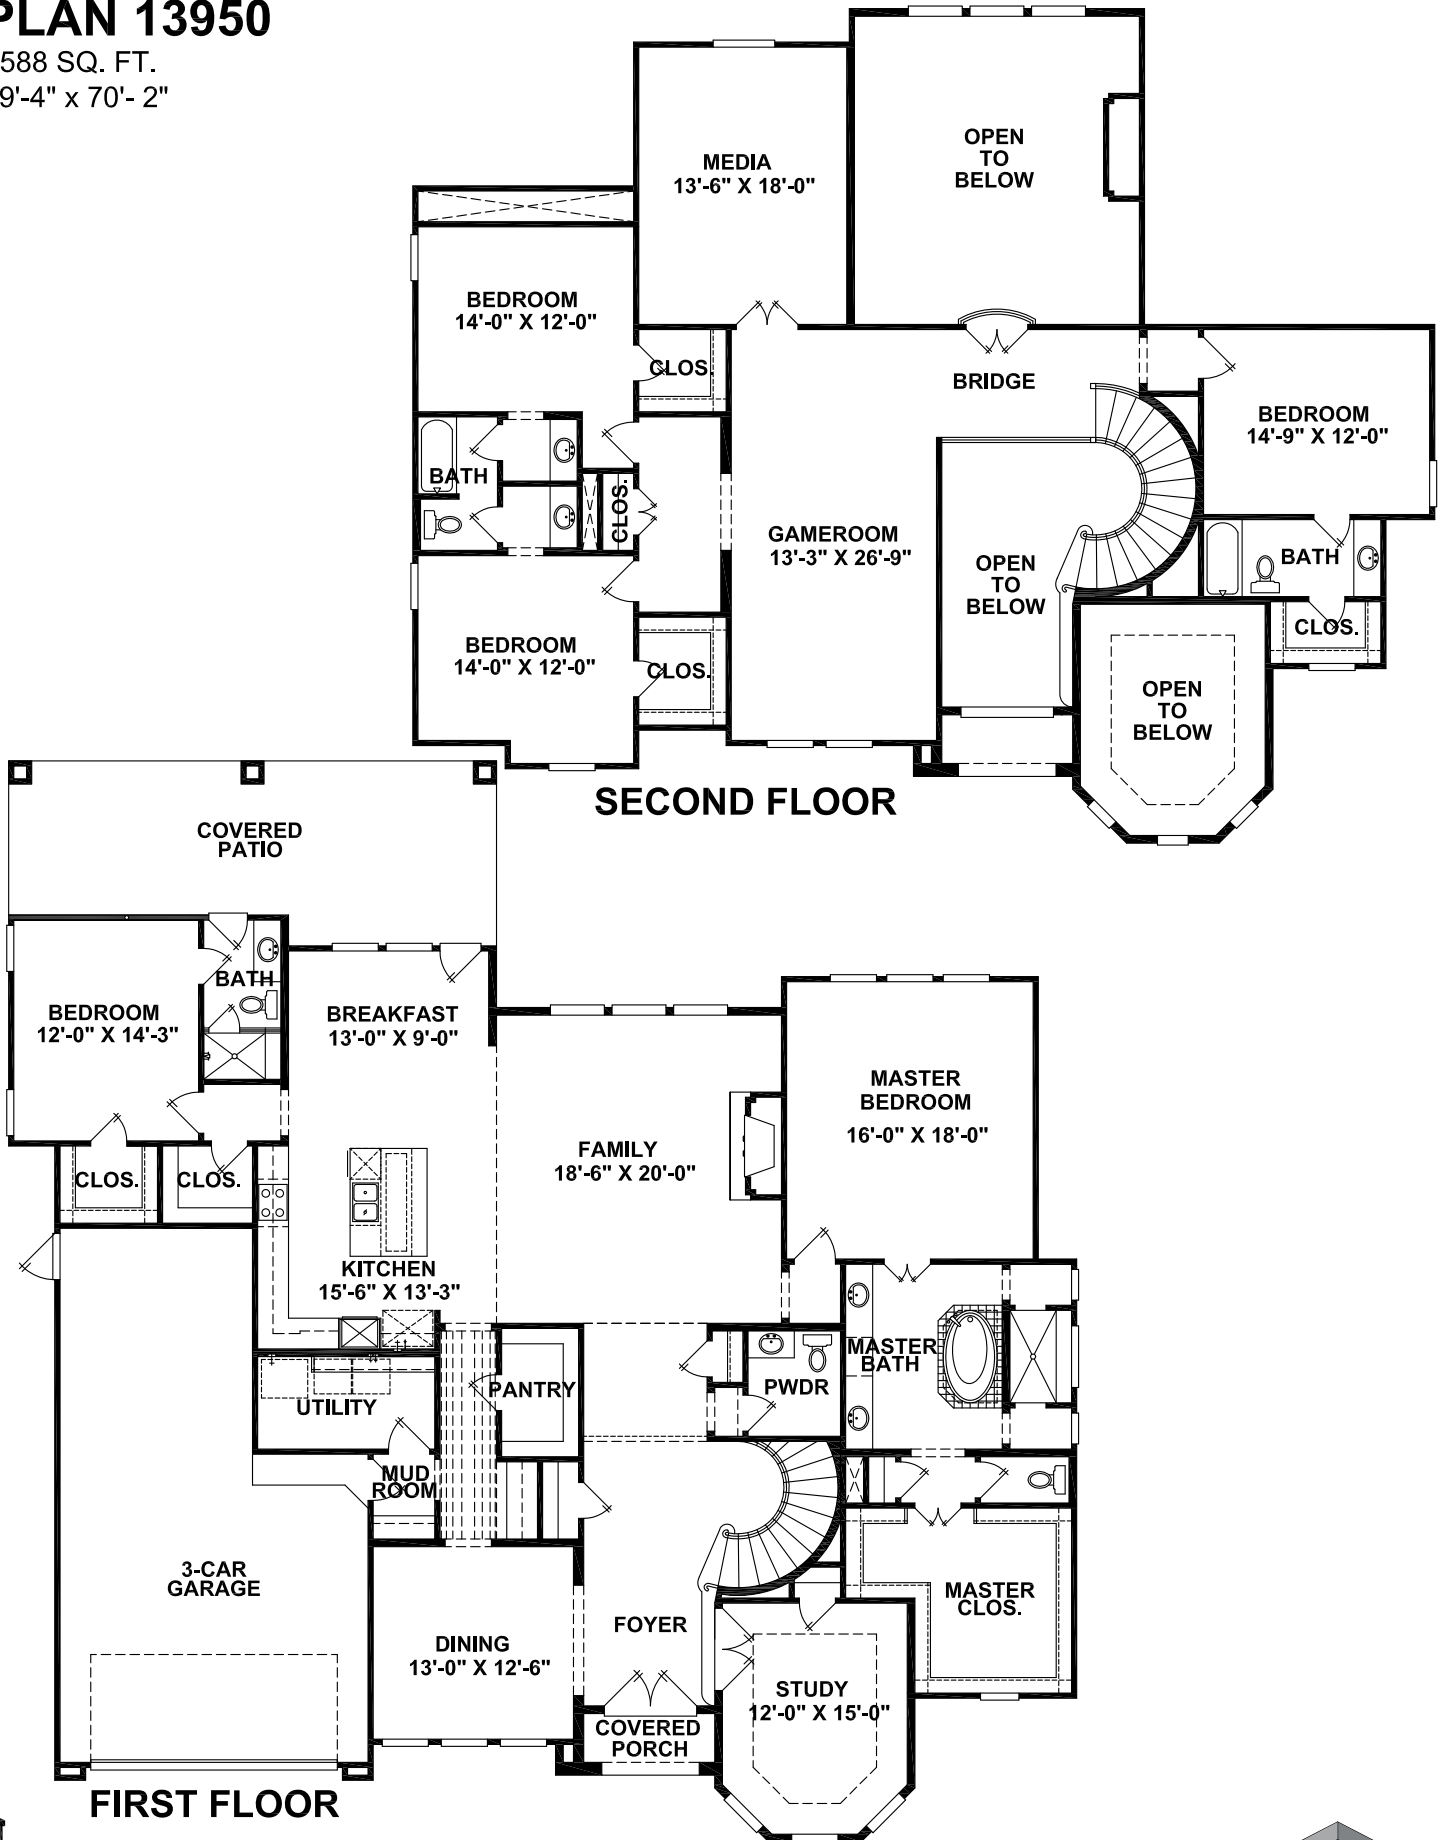 PLAN 13950
588 SQ. FT.
9'-4" x 70'- 2"
OPEN
TO
BELOW
MEDIA
13'-6" X 18'-0"
BEDROOM
14'-0" X 12'-0"
CLOS.
BRIDGE
BEDROOM
14'-9" X 12'-0"
BATH
CLOS.
GAMEROOM
13'-3" X 26'-9"
OPEN
TO
BELOW
BATH
CLOS.
BEDROOM
14'-0" X 12'-0"
CLOS.
OPEN
TO
BELOW
SECOND FLOOR
COVERED
PATIO
BATH
BEDROOM
12'-0" X 14'-3"
BREAKFAST
13'-0" X 9'-0"
MASTER
BEDROOM
16'-0" X 18'-0"
FAMILY
18'-6" X 20'-0"
CLOS.
CLOS.
KITCHEN
15'-6" X 13'-3"
MASTER
BATH
PANTRY
PWDR
UTILITY
MUD
ROOM
3-CAR
GARAGE
MASTER
CLOS.
FOYER
DINING
13'-0" X 12'-6"
STUDY
12'-0" X 15'-0"
COVERED
PORCH
FIRST FLOOR